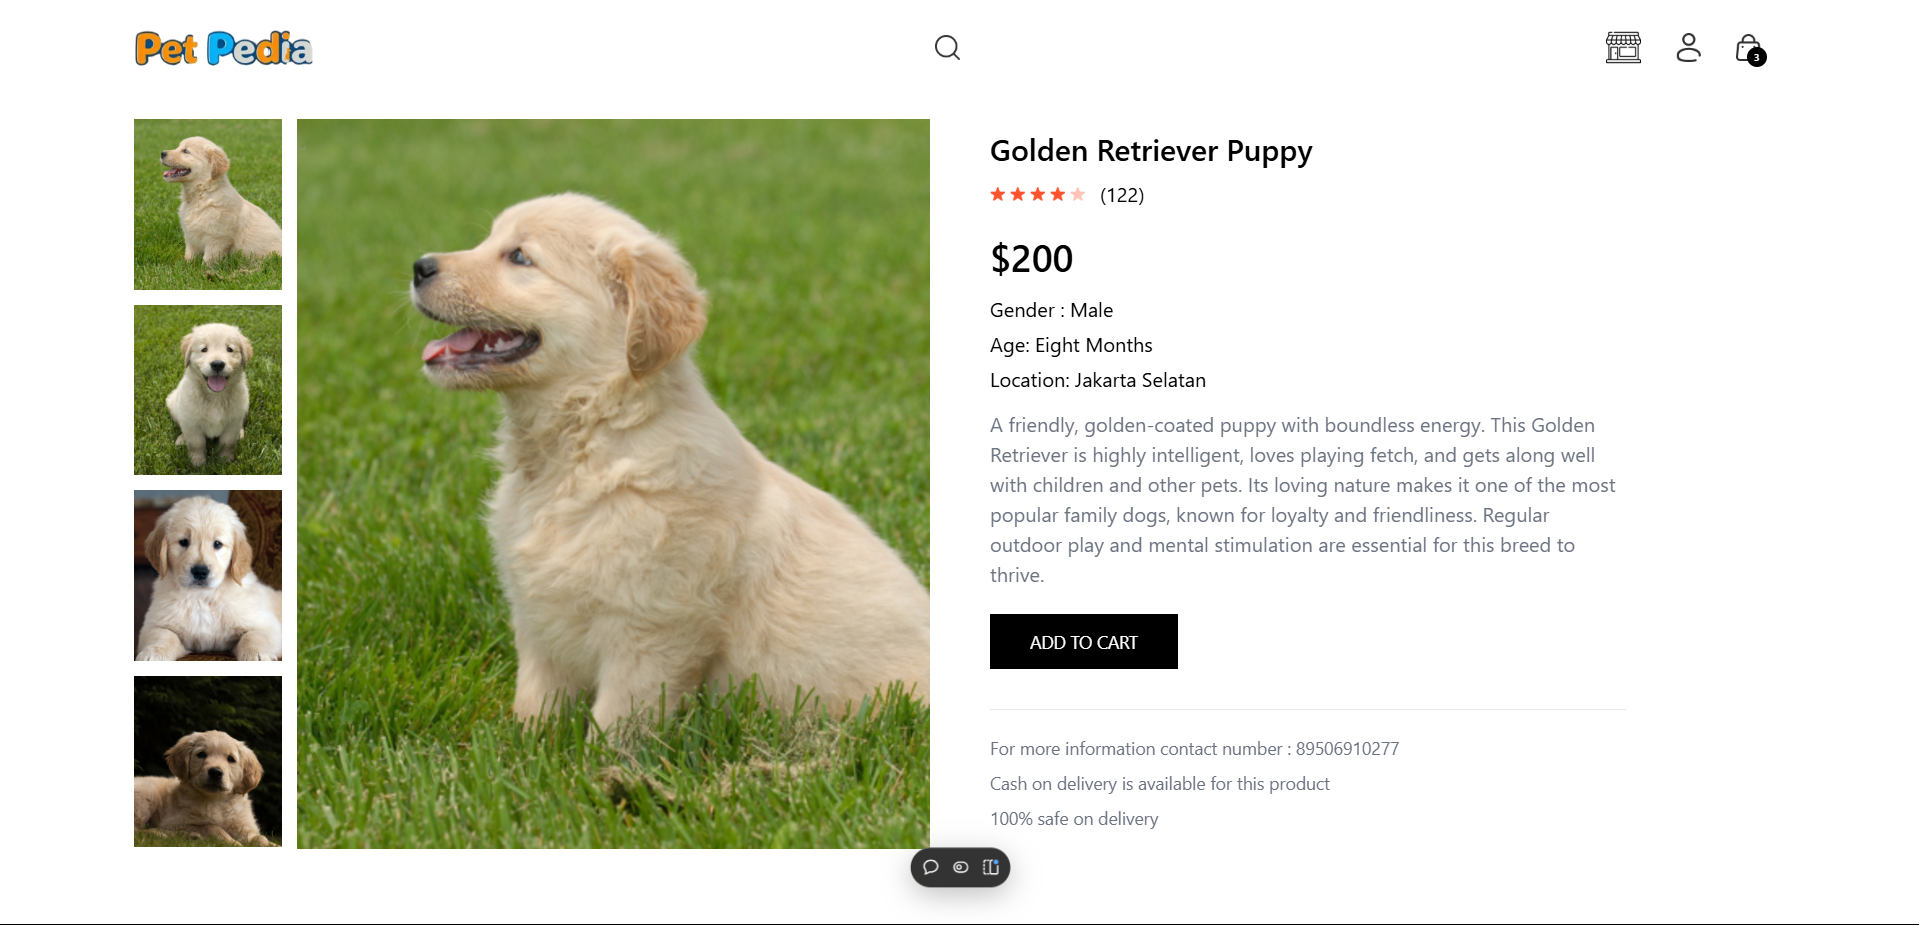 Pet Pedia
3
Golden Retriever Puppy
(122)
$200
Gender : Male
Age: Eight Months
Location: Jakarta Selatan
A friendly, golden-coated puppy with boundless energy. This Golden
Retriever is highly intelligent, loves playing fetch, and gets along well
with children and other pets. Its loving nature makes it one of the most
popular family dogs, known for loyalty and friendliness. Regular
outdoor play and mental stimulation are essential for this breed to
thrive.
ADD TO CART
For more information contact number : 89506910277
Cash on delivery is available for this product
100% safe on delivery